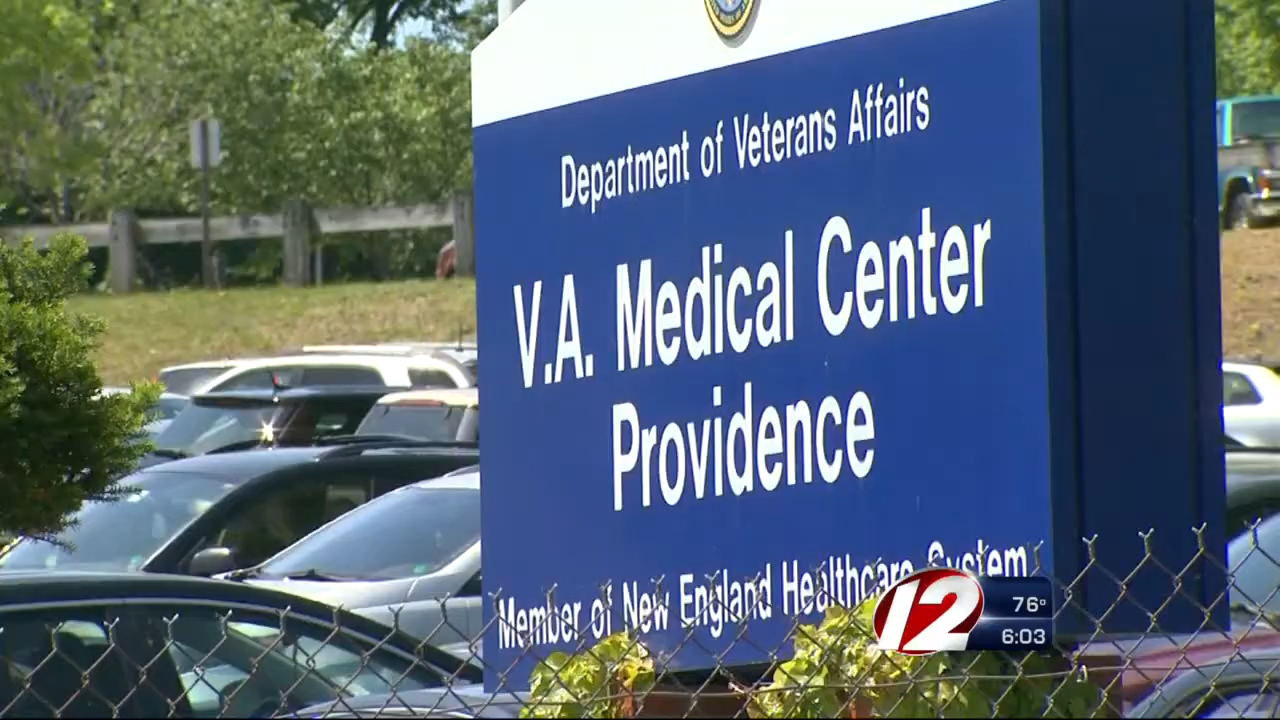 Department of Veterans Affairs
V.A. Medical Center
Providence
Member of New England Healthcare System
12
76°
6:03